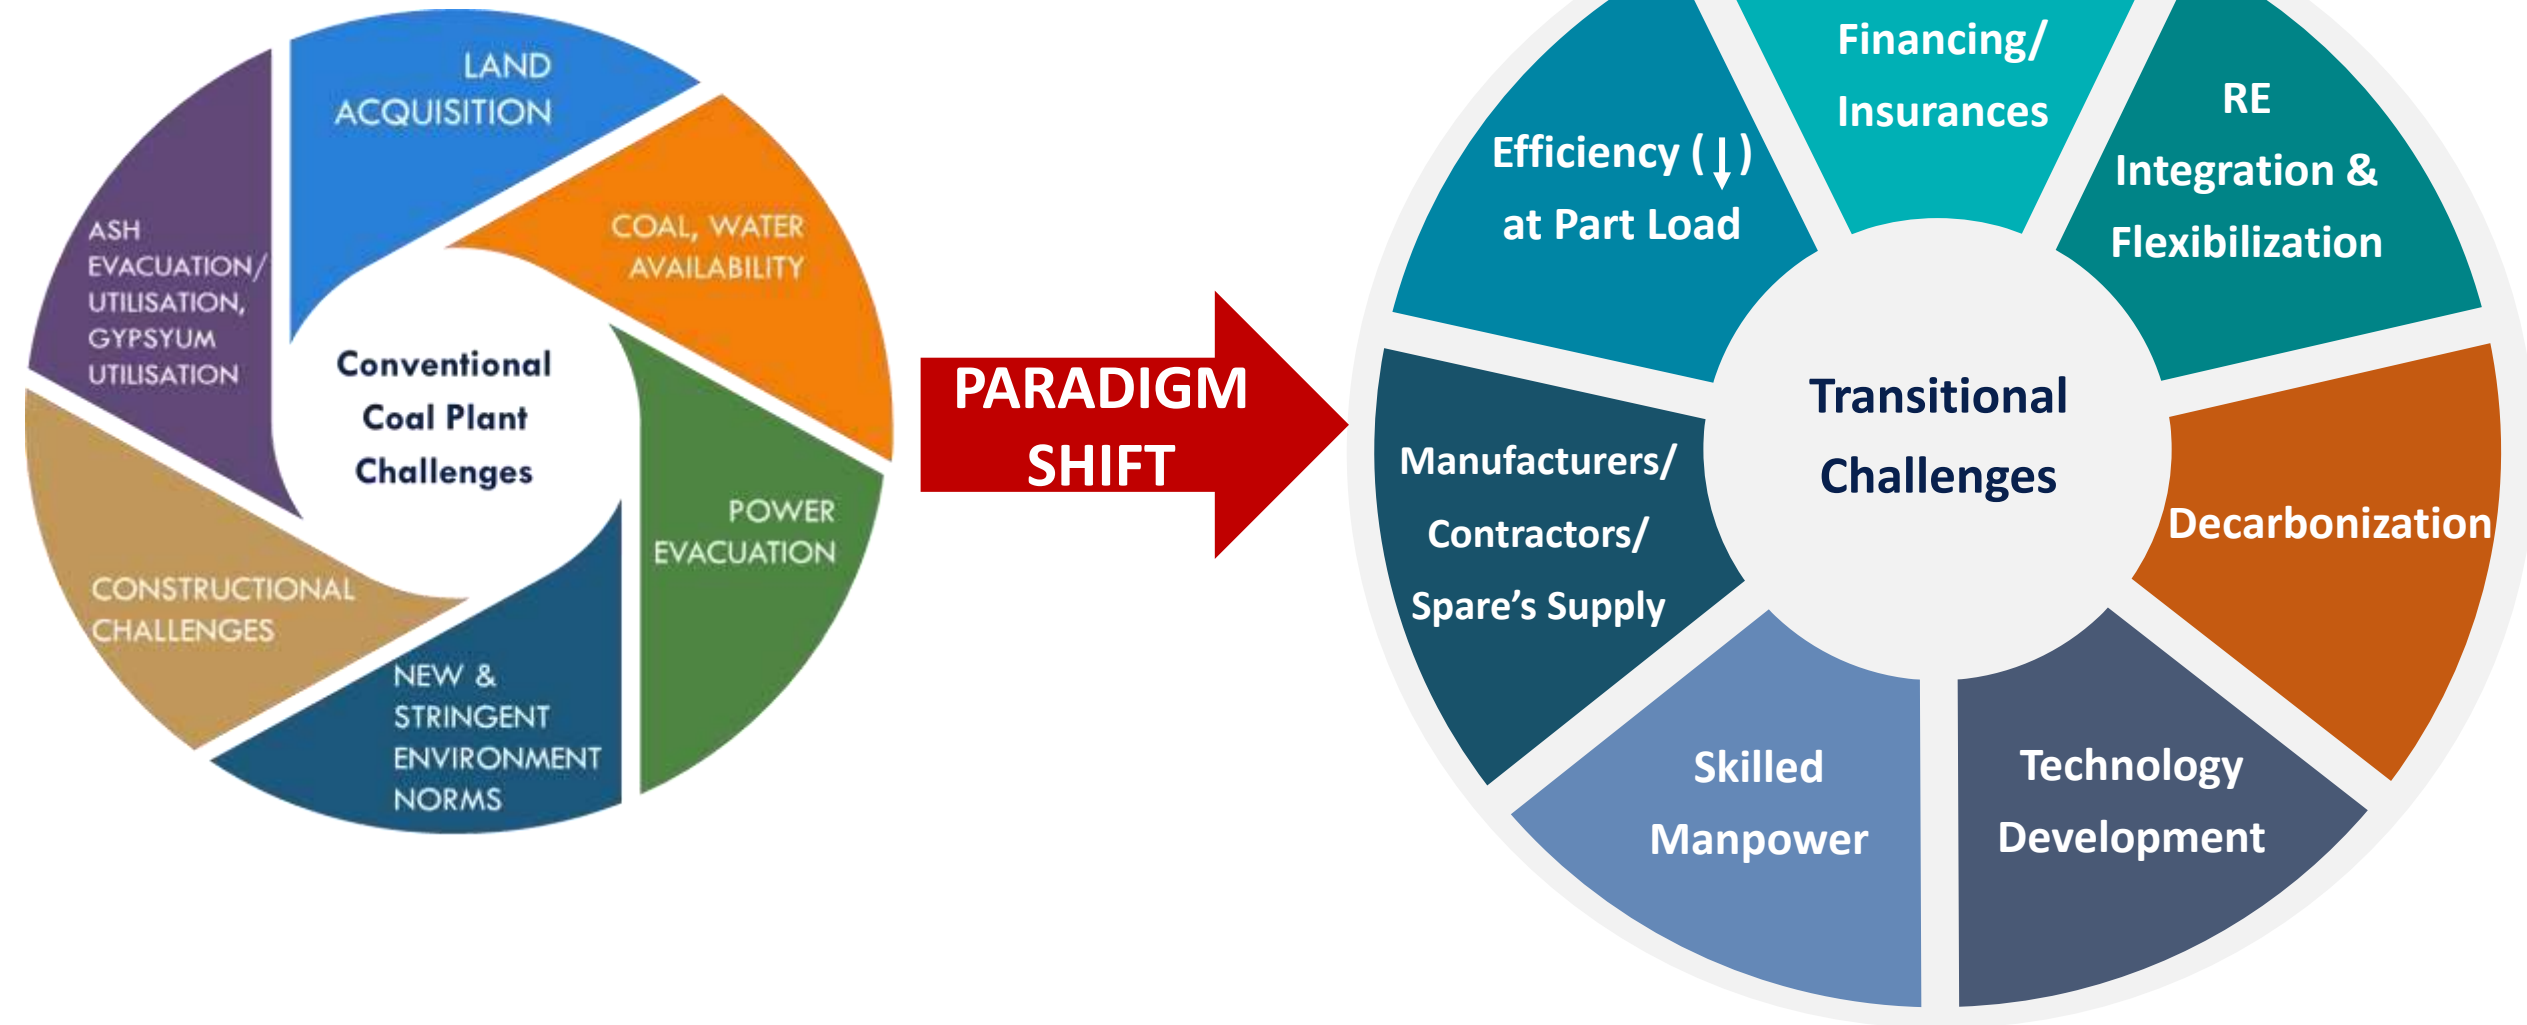 LAND
ACQUISITION
COAL, WATER
AVAILABILITY
POWER
EVACUATION
NEW &
STRINGENT
ENVIRONMENT
NORMS
CONSTRUCTIONAL
CHALLENGES
ASH
EVACUATION/
UTILISATION,
GYPSYUM
UTILISATION
Conventional
Coal Plant
Challenges
PARADIGM
SHIFT
Financing/
Insurances
RE
Integration &
Flexibilization
Decarbonization
Technology
Development
Skilled
Manpower
Manufacturers/
Contractors/
Spare’s Supply
Efficiency (↓)
at Part Load
Transitional
Challenges